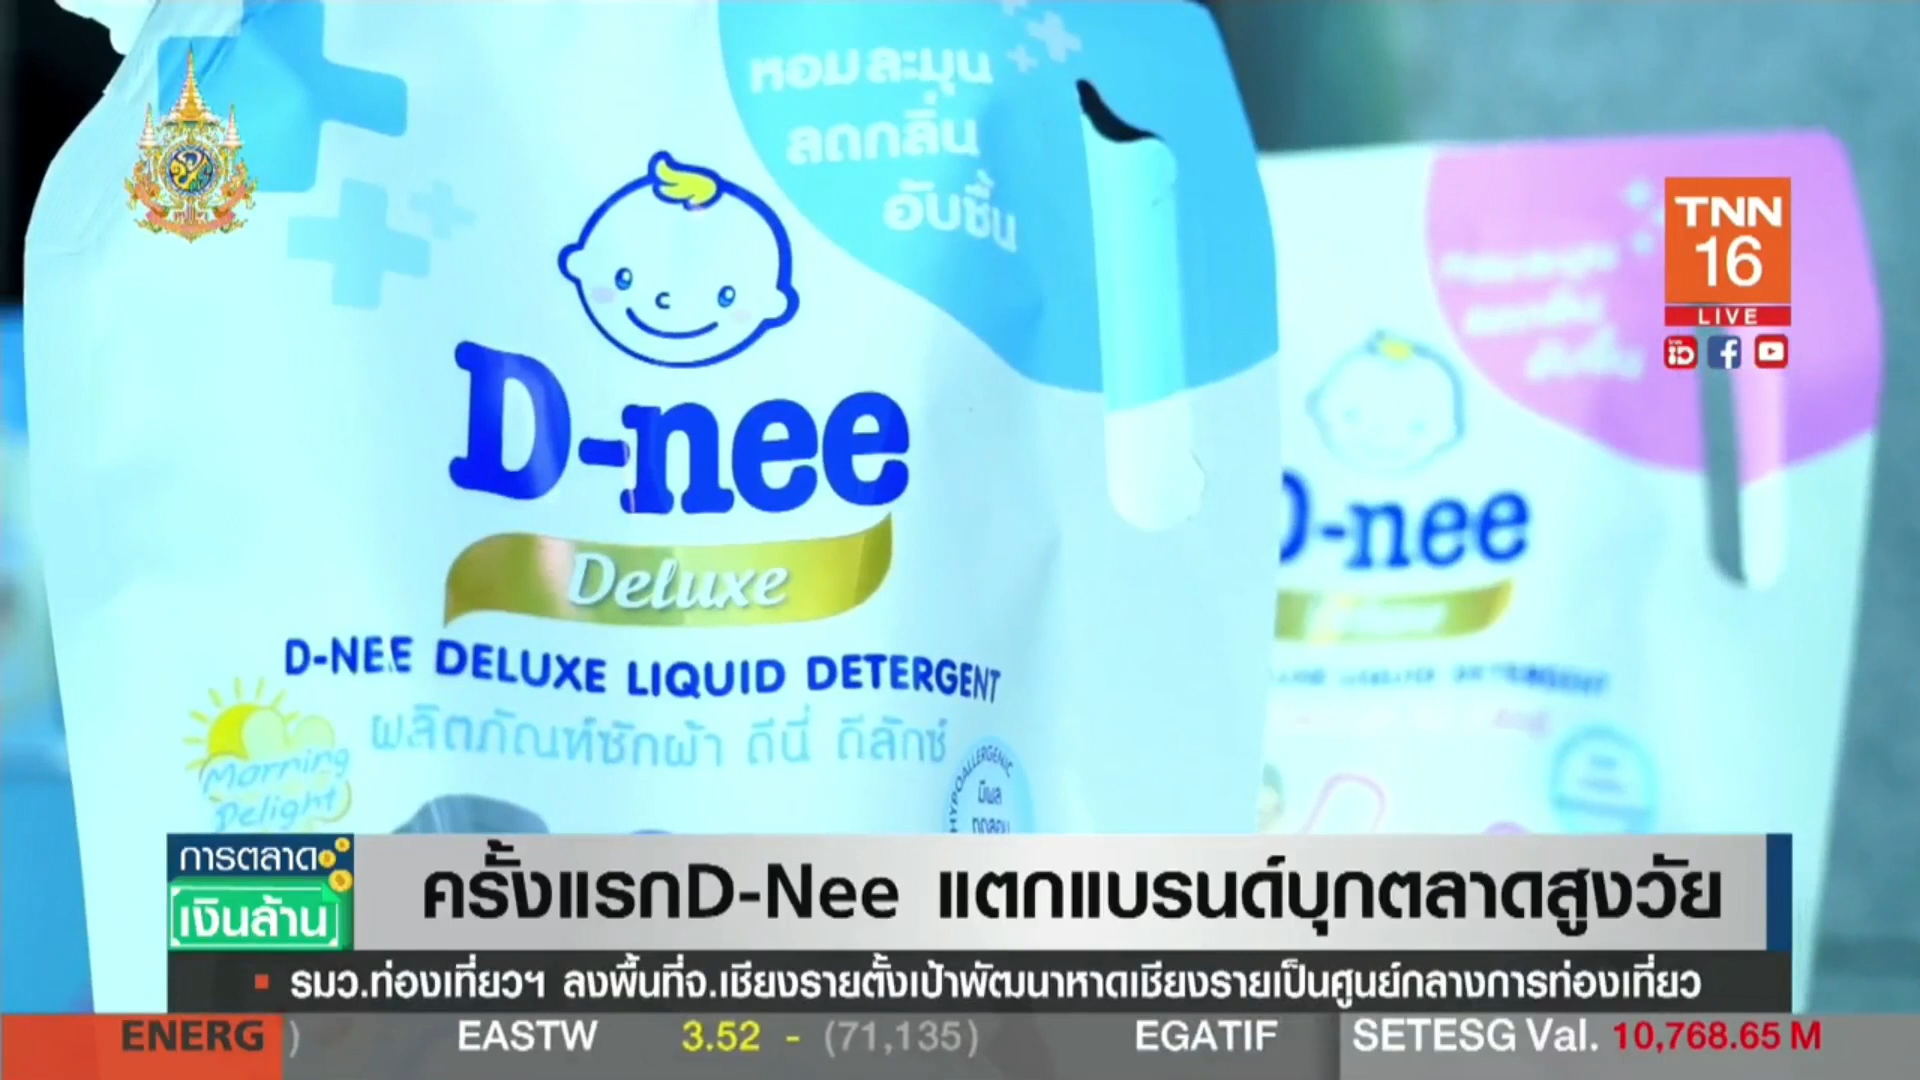 หอมละมุน
ลดกลิ่น
อับชื้น
TNN
16
LIVE
iD
D-nee
Deluxe
D-NEE DELUXE LIQUID DETERGENT
ผลิตภัณฑ์ซักผ้า ดีนี่ ดีลักซ์
Morning
Delight
HYPOALLERGENIC
D-nee
การตลาด
เงินล้าน
ครั้งแรกD-Nee แตกแบรนด์บุกตลาดสูงวัย
รมว.ท่องเที่ยวฯ ลงพื้นที่จ.เชียงรายตั้งเป้าพัฒนาหาดเชียงรายเป็นศูนย์กลางการท่องเที่ยว
ENERG ) EASTW 3.52 - (71,135) EGATIF SETESG Val. 10,768.65 M